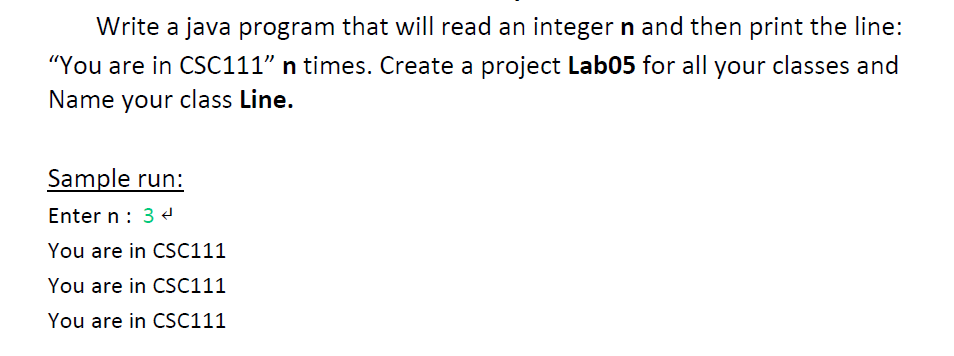 Write a java program that will read an integer n and then print the line:
“You are in CSC111” n times. Create a project Lab05 for all your classes and
Name your class Line.
Sample run:
Enter n : 3 ↵
You are in CSC111
You are in CSC111
You are in CSC111